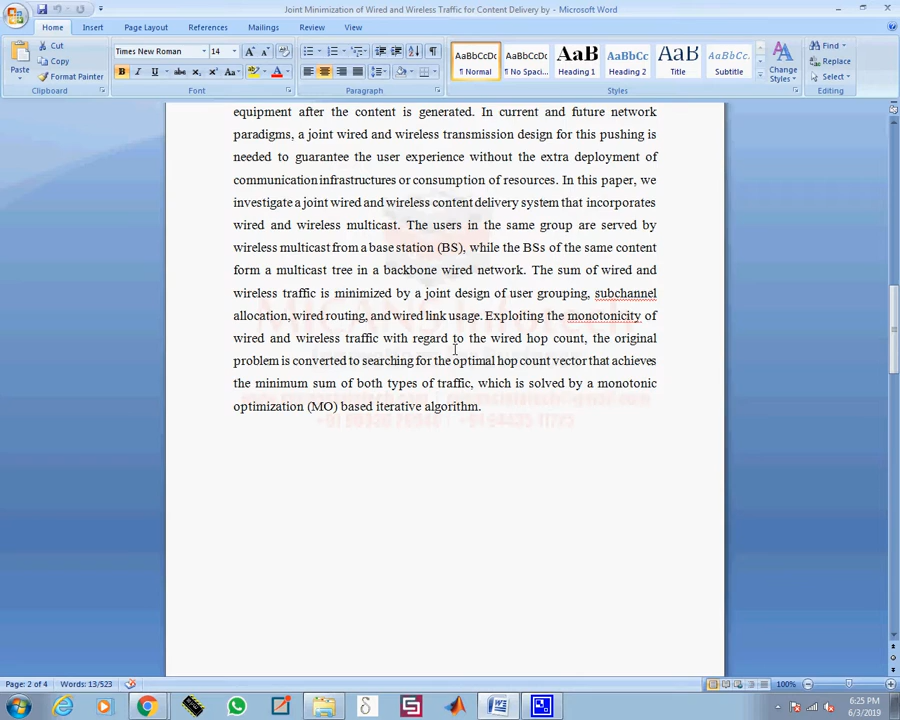 Joint Minimization of Wired and Wireless Traffic for Content Delivery by - Microsoft Word
Home Insert Page Layout References Mailings Review View
Cut
Copy
Format Painter
Paste
Clipboard
Times New Roman 14
Font
Paragraph
AaBbCcDc AaBbCcDc AaBbC AaBbCc AaB AaBbCc.
¶ Normal ¶ No Spaci... Heading 1 Heading 2 Title Subtitle
Change Styles
Styles
Find
Replace
Select
Editing
equipment after the content is generated. In current and future network
paradigms, a joint wired and wireless transmission design for this pushing is
needed to guarantee the user experience without the extra deployment of
communication infrastructures or consumption of resources. In this paper, we
investigate a joint wired and wireless content delivery system that incorporates
wired and wireless multicast. The users in the same group are served by
wireless multicast from a base station (BS), while the BSs of the same content
form a multicast tree in a backbone wired network. The sum of wired and
wireless traffic is minimized by a joint design of user grouping, subchannel
allocation, wired routing, and wired link usage. Exploiting the monotonicity of
wired and wireless traffic with regard to the wired hop count, the original
problem is converted to searching for the optimal hop count vector that achieves
the minimum sum of both types of traffic, which is solved by a monotonic
optimization (MO) based iterative algorithm.
MICANS Infotech
Page: 2 of 4 Words: 13/523
100%
6:25 PM
6/3/2019